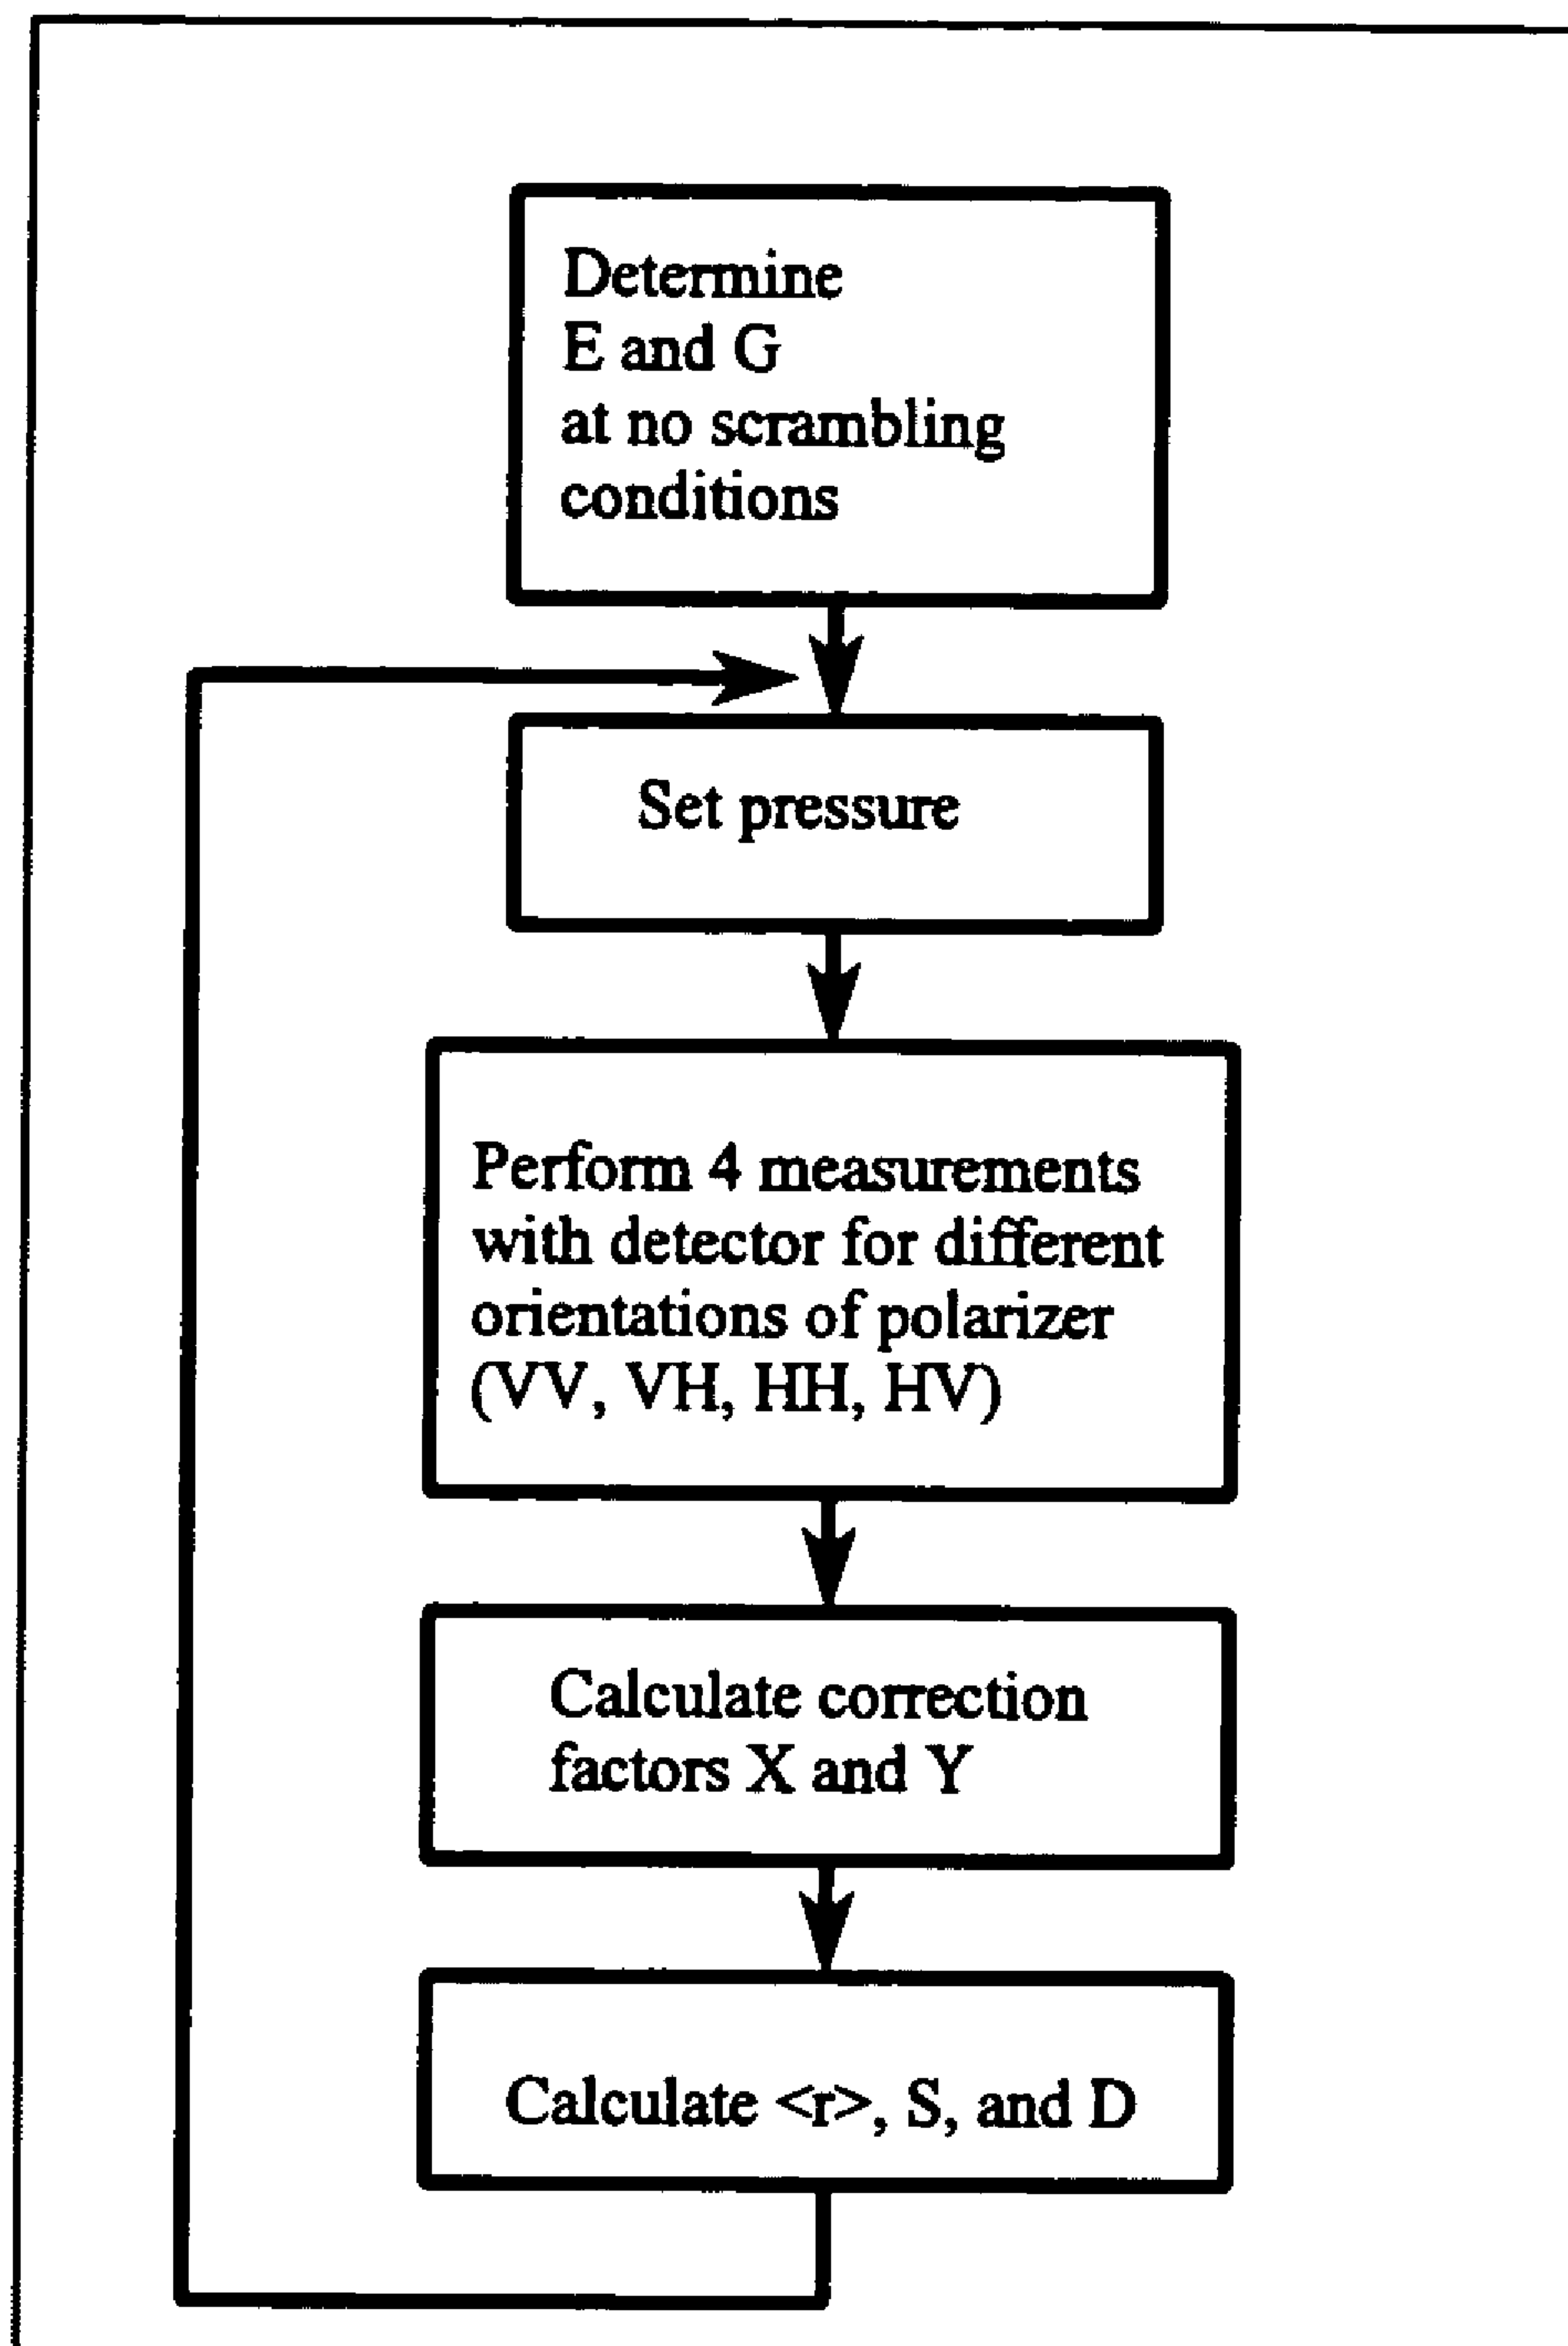 Determine
E and G
at no scrambling
conditions
Set pressure
Perform 4 measurements
with detector for different
orientations of polarizer
(VV, VH, HH, HV)
Calculate correction
factors X and Y
Calculate <r>, S, and D